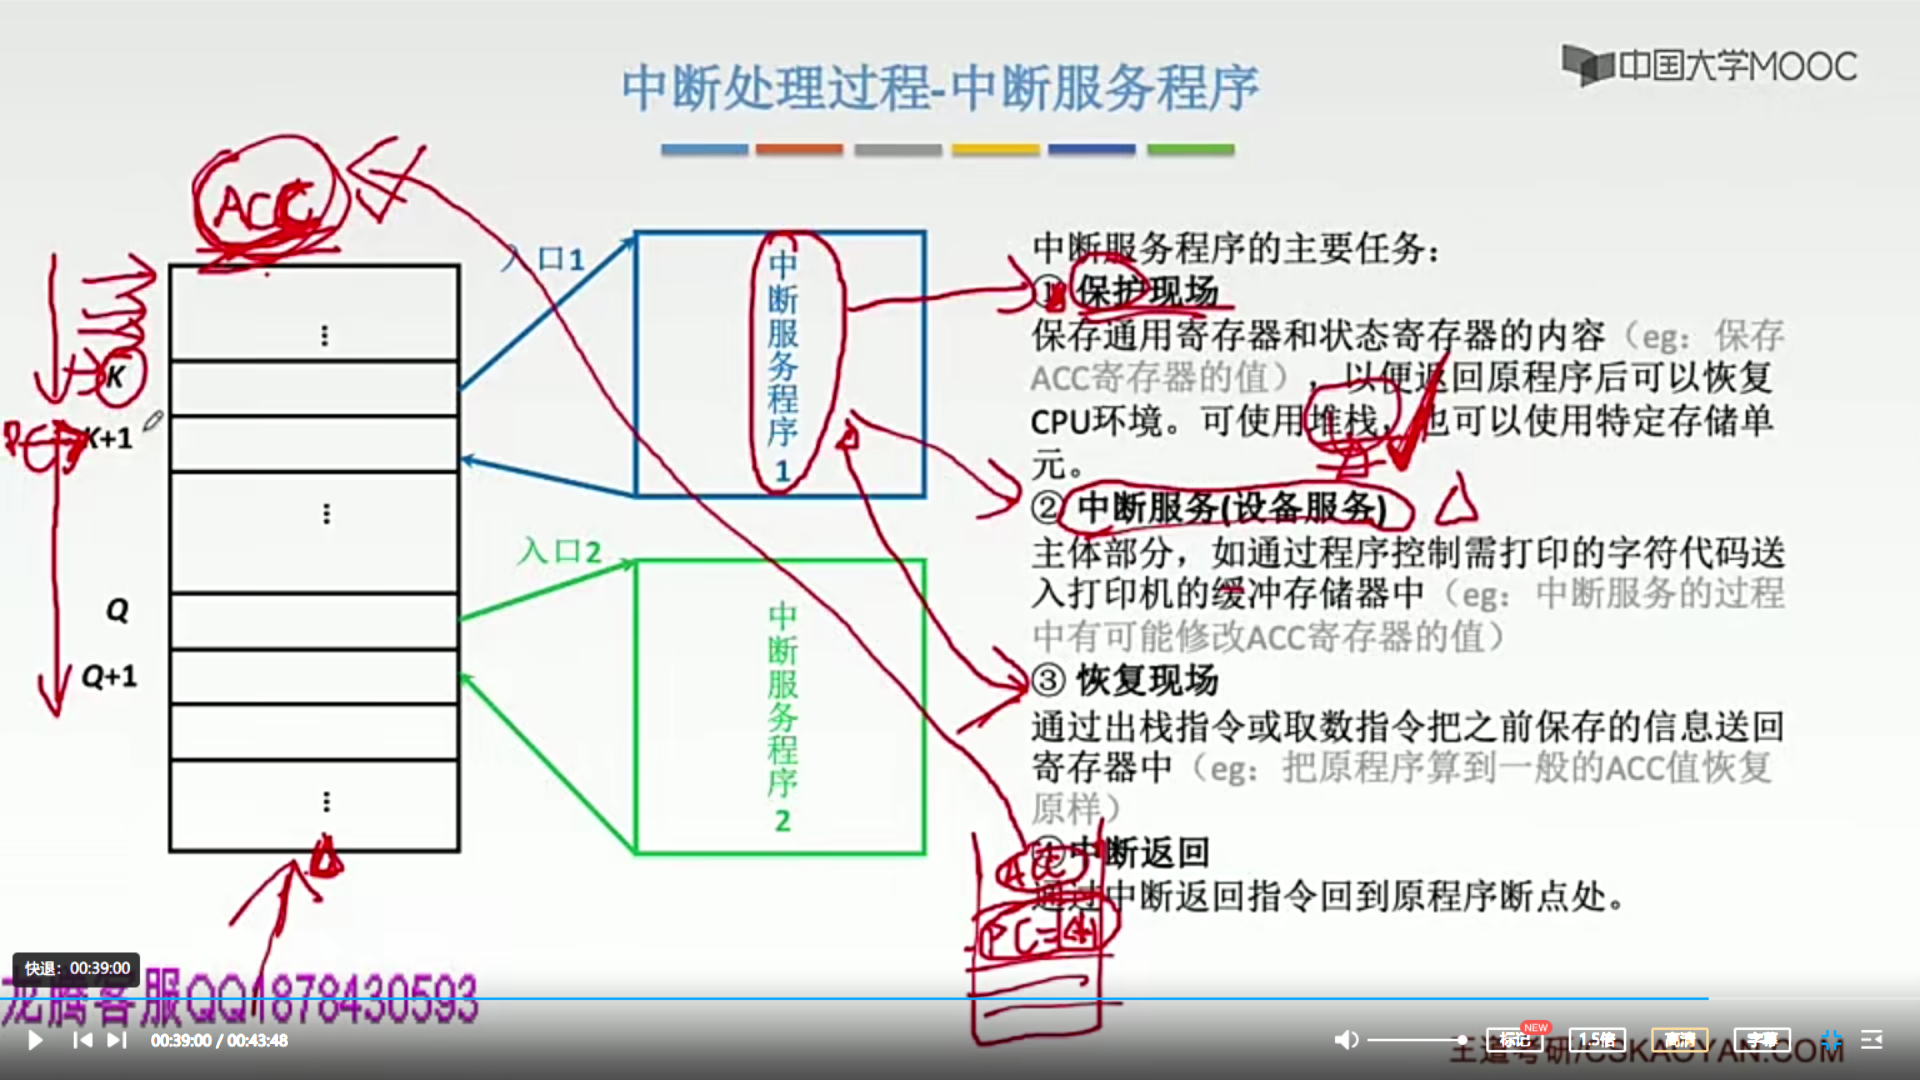 中断处理过程-中断服务程序
中国大学MOOC
ACC
K
PC
K+1
Q
Q+1
入口1
中断服务程序1
入口2
中断服务程序2
中断服务程序的主要任务：
① 保护现场
保存通用寄存器和状态寄存器的内容（eg：保存
ACC寄存器的值），以便返回原程序后可以恢复
CPU环境。可使用堆栈，也可以使用特定存储单
元。
② 中断服务(设备服务)
主体部分，如通过程序控制需打印的字符代码送
入打印机的缓冲存储器中（eg：中断服务的过程
中有可能修改ACC寄存器的值）
③ 恢复现场
通过出栈指令或取数指令把之前保存的信息送回
寄存器中（eg：把原程序算到一般的ACC值恢复
原样）
④中断返回
通过中断返回指令回到原程序断点处。
ACC
PC=
快退：00:39:00
龙腾客服QQ1878430593
00:39:00 / 00:43:48
标记
NEW
1.5倍
高清
字幕
王道考研/CSKAOYAN.COM